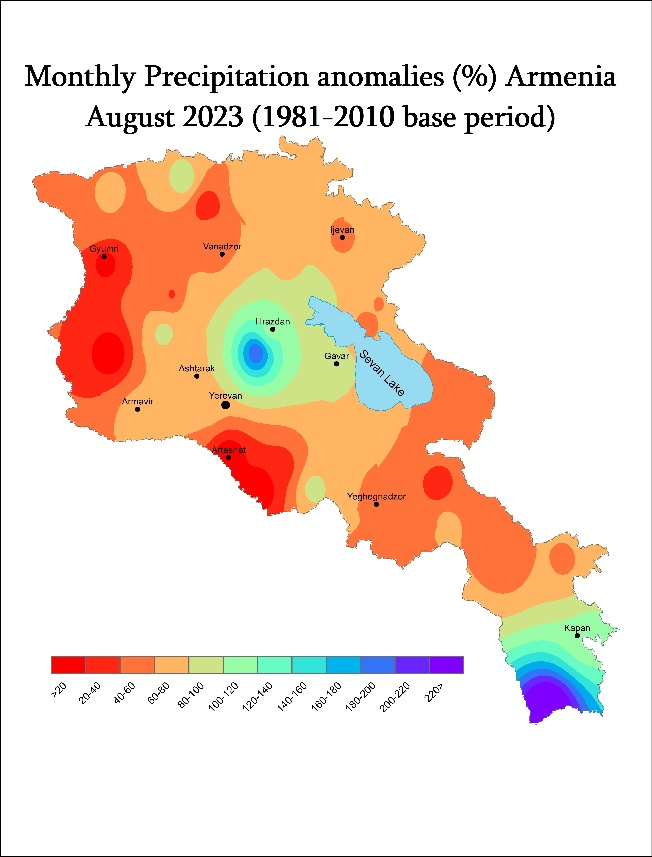 Monthly Precipitation anomalies (%) Armenia
August 2023 (1981-2010 base period)
Ijevan
Gyumri
Vanadzor
Hrazdan
Gavar
Sevan Lake
Ashtarak
Yerevan
Armavir
Artashat
Yeghegnadzor
Kapan
>20
20-40
40-60
60-80
80-100
100-120
120-140
140-160
160-180
180-200
200-220
220>